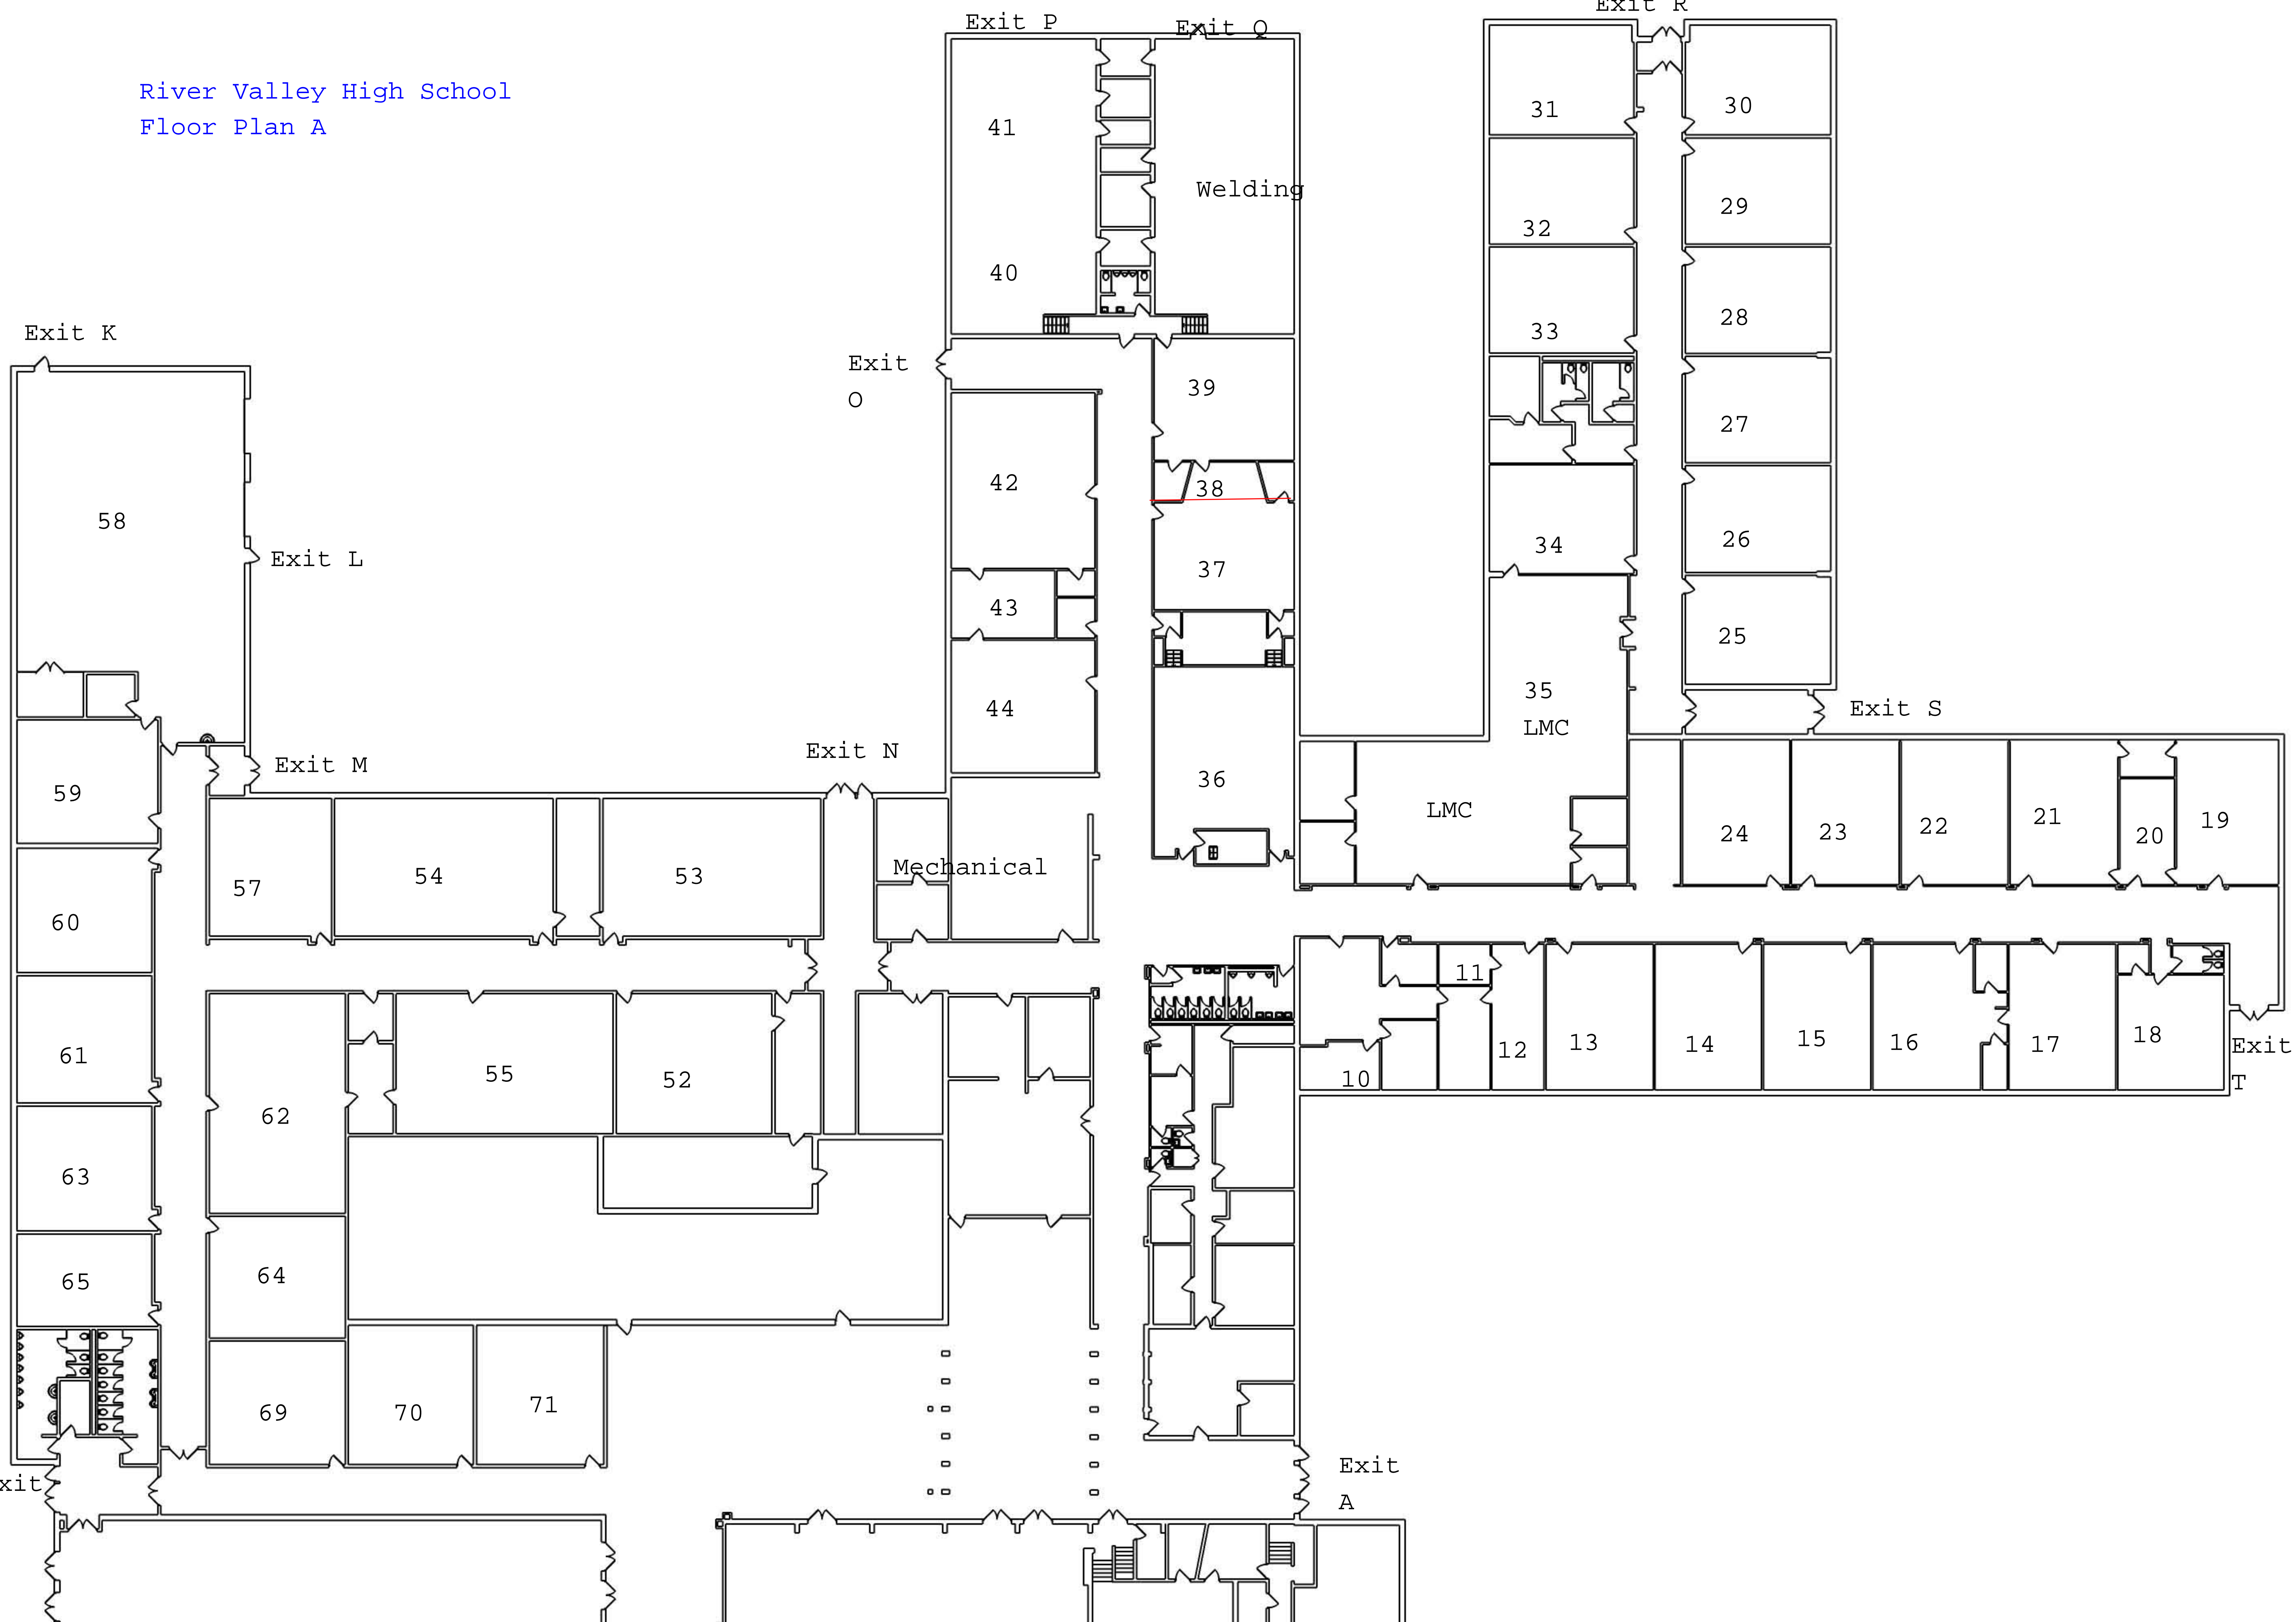 Exit R
Exit P
Exit Q
River Valley High School
Floor Plan A
31
30
41
Welding
29
32
40
28
33
Exit K
Exit
O
39
27
42
38
58
34
26
Exit L
37
43
25
35
LMC
44
Exit S
Exit N
Exit M
36
59
LMC
24
23
22
21
20
19
Mechanical
57
54
53
60
11
61
55
52
62
10
12
13
14
15
16
17
18
Exit
T
63
64
65
69
70
71
Exit
A
xit